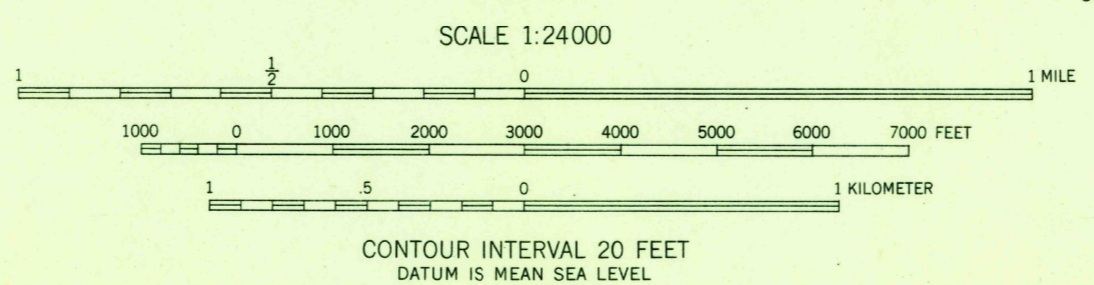 SCALE 1:24000
1 1/2 0 1 MILE
1000 0 1000 2000 3000 4000 5000 6000 7000 FEET
1 .5 0 1 KILOMETER
CONTOUR INTERVAL 20 FEET
DATUM IS MEAN SEA LEVEL